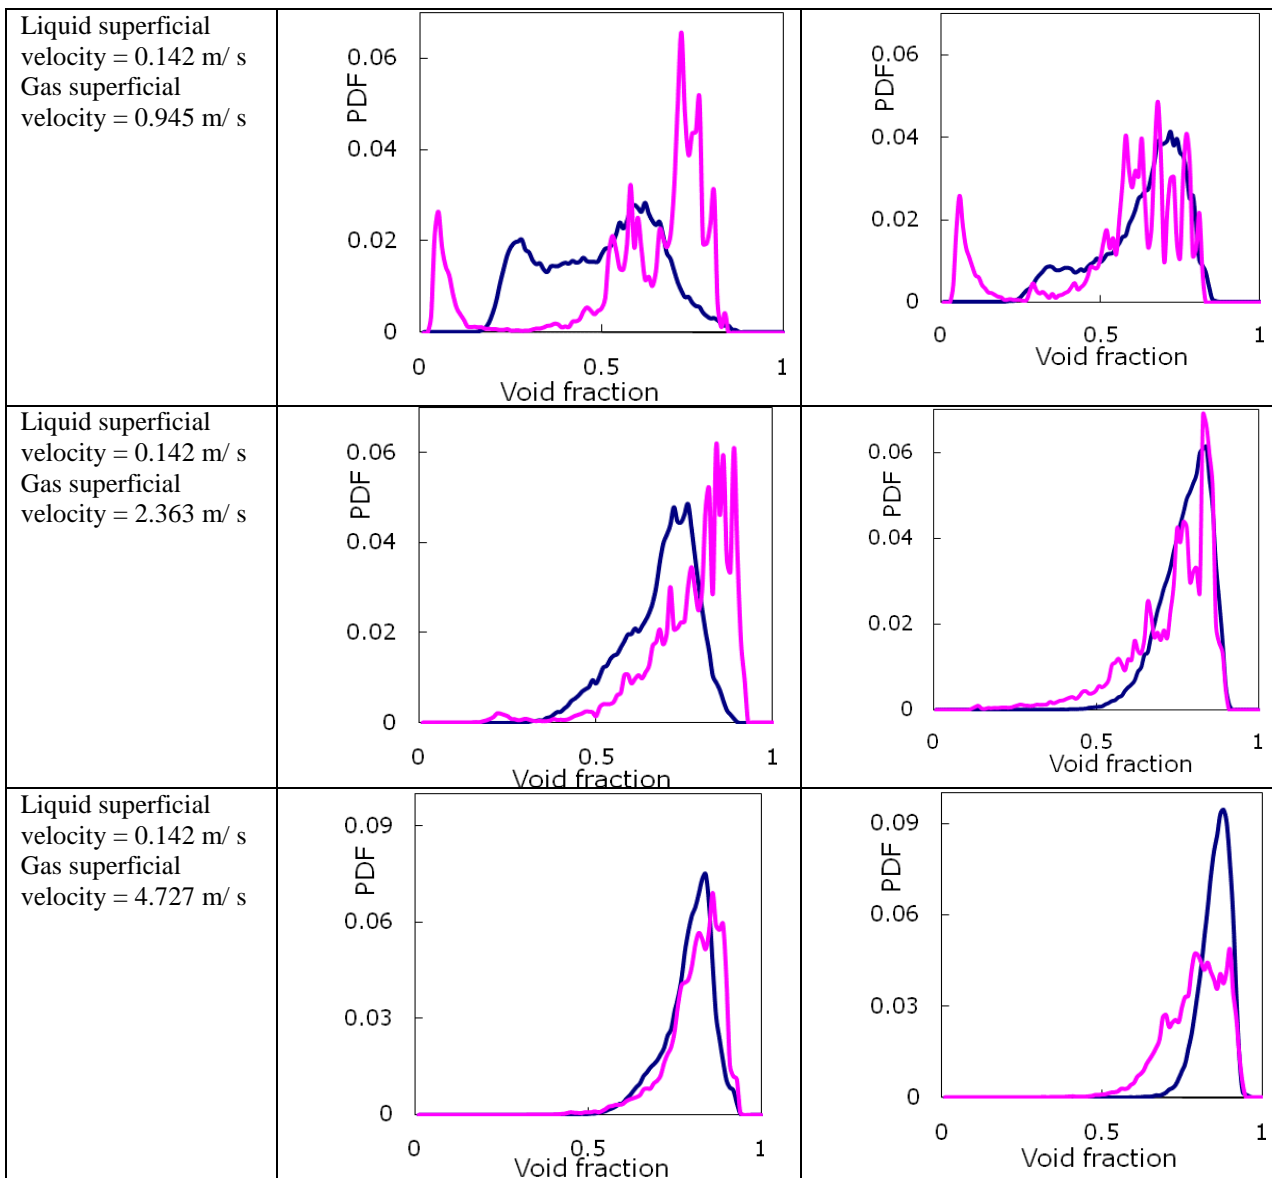 Liquid superficial
velocity = 0.142 m/ s
Gas superficial
velocity = 0.945 m/ s
PDF
0.06
0.04
0.02
0
0 0.5 1
Void fraction
PDF
0.06
0.04
0.02
0
0 0.5 1
Void fraction
Liquid superficial
velocity = 0.142 m/ s
Gas superficial
velocity = 2.363 m/ s
PDF
0.06
0.04
0.02
0
0 0.5 1
Void fraction
PDF
0.06
0.04
0.02
0
0 0.5 1
Void fraction
Liquid superficial
velocity = 0.142 m/ s
Gas superficial
velocity = 4.727 m/ s
PDF
0.09
0.06
0.03
0
0 0.5 1
Void fraction
PDF
0.09
0.06
0.03
0
0 0.5 1
Void fraction